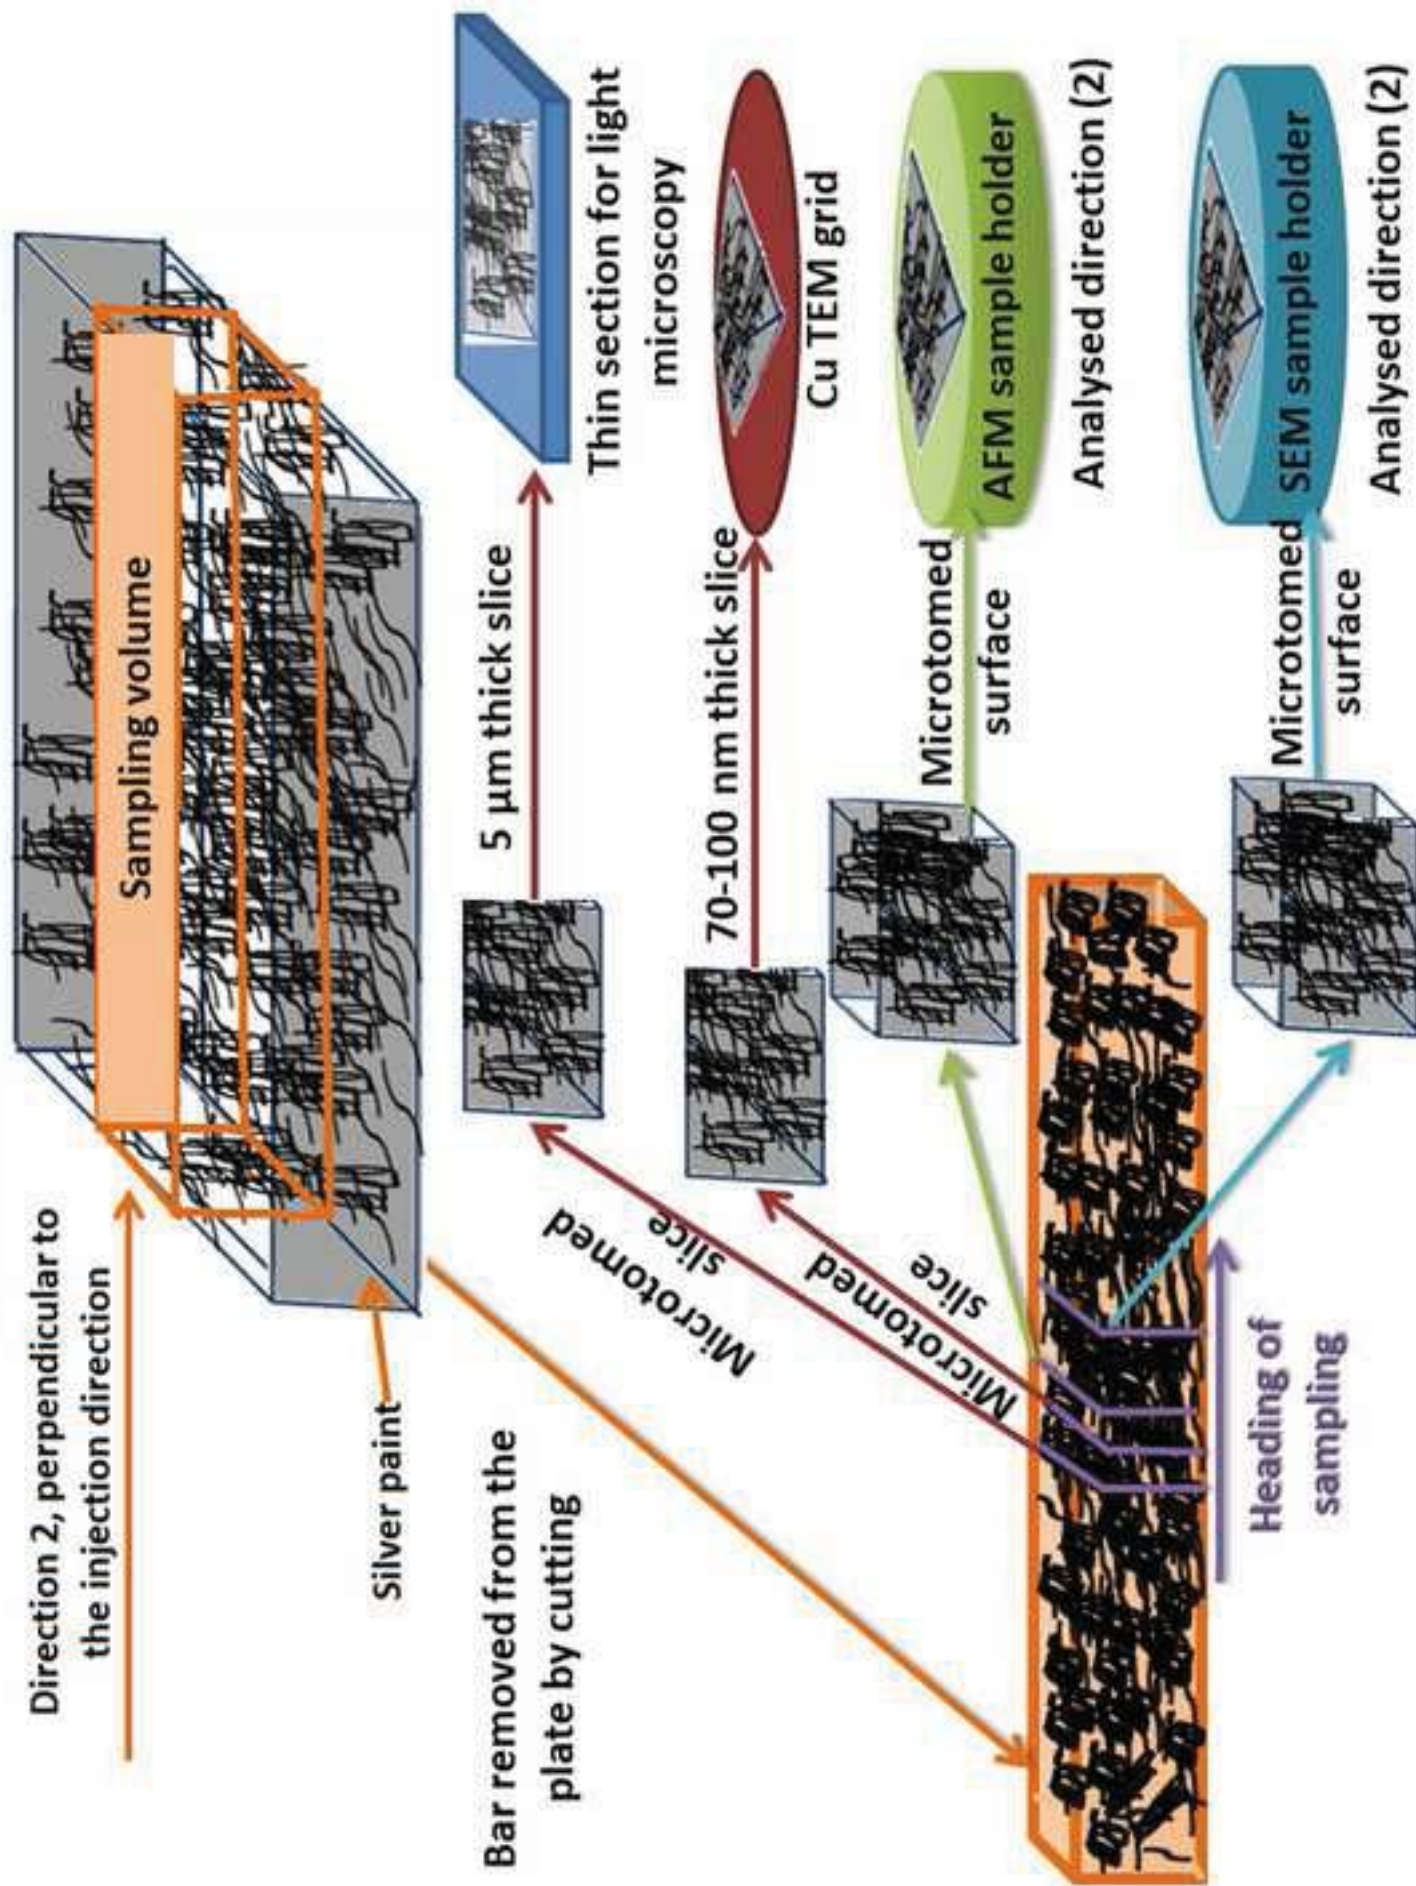 Direction 2, perpendicular to
the injection direction
Sampling volume
Silver paint
Bar removed from the
plate by cutting
Microtomed
slice
5 µm thick slice
Thin section for light
microscopy
Microtomed
slice
70-100 nm thick slice
Cu TEM grid
Microtomed
surface
AFM sample holder
Analysed direction (2)
Heading of
sampling
Microtomed
surface
SEM sample holder
Analysed direction (2)